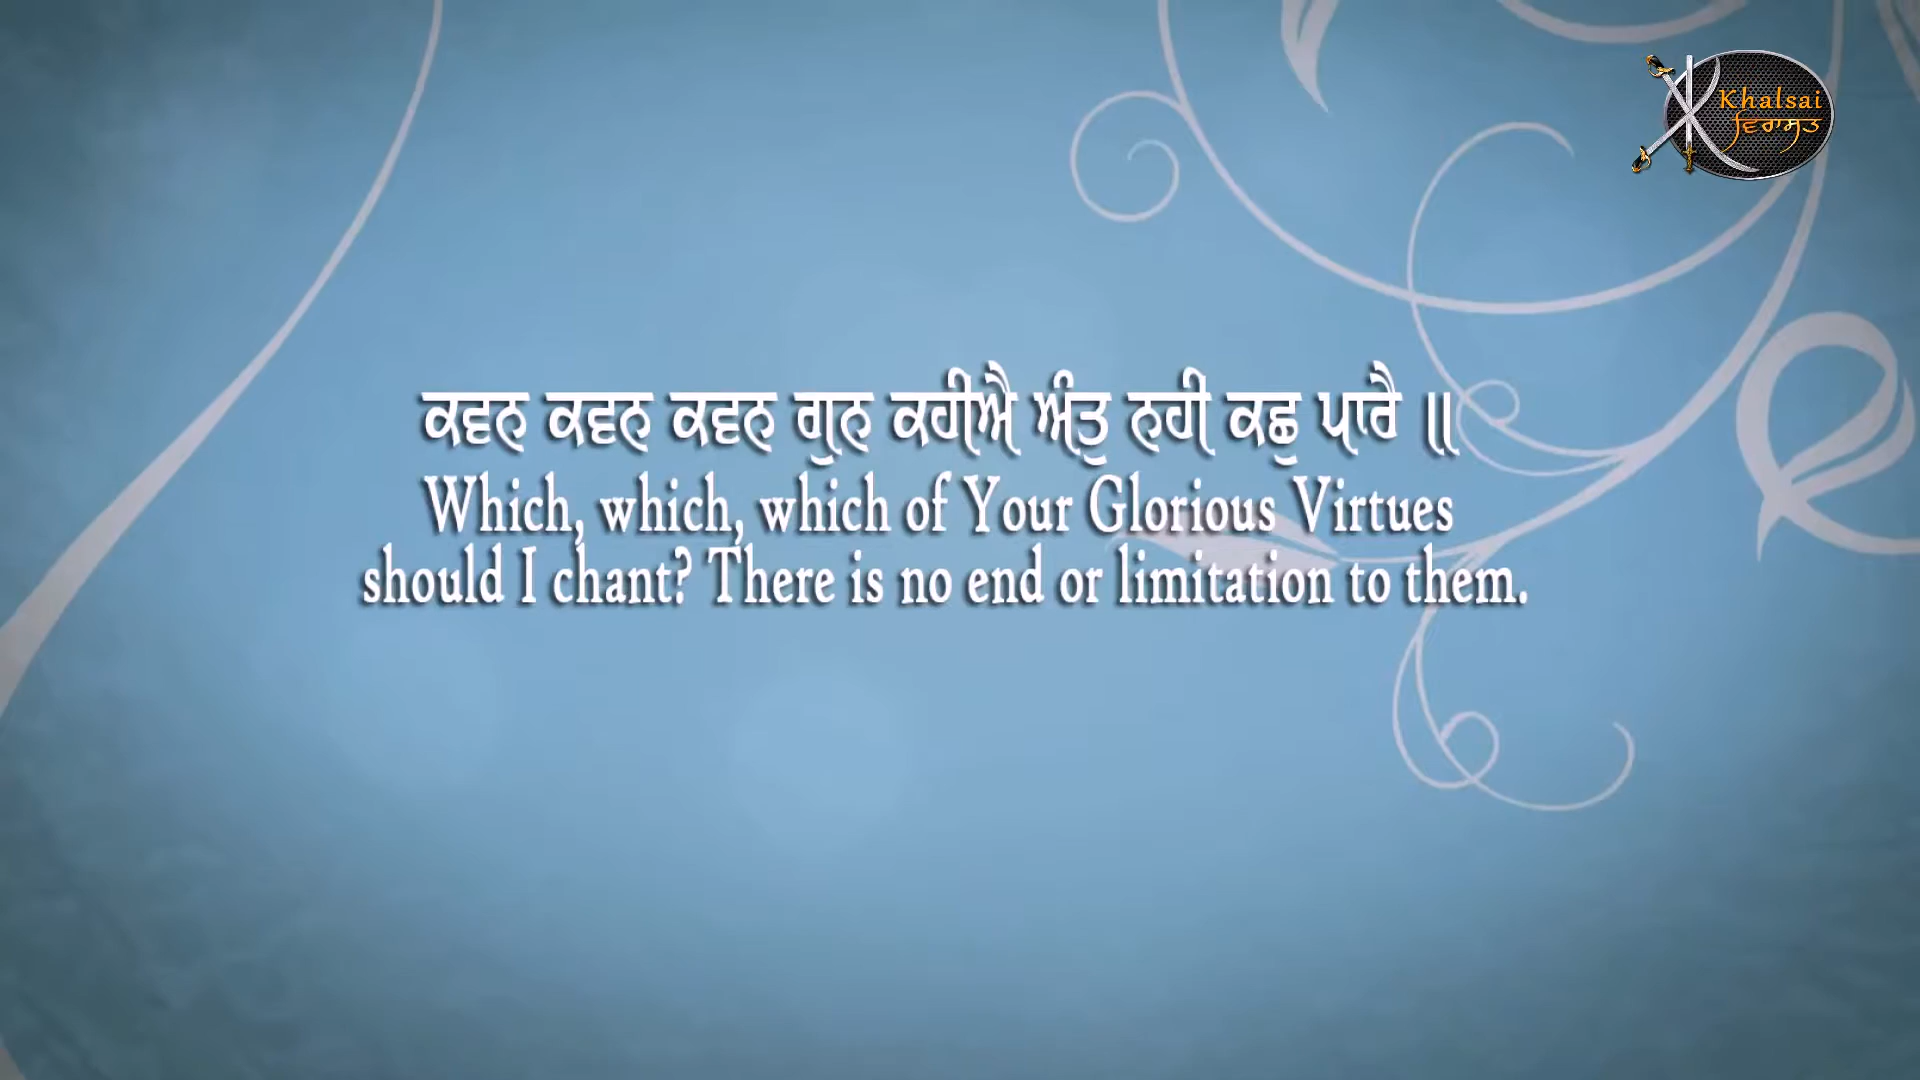 Khalsai
ਵਿਰਾਸਤ
ਕਵਨ ਕਵਨ ਕਵਨ ਗੁਨ ਕਹੀਐ ਅੰਤੁ ਨਹੀ ਕਛੁ ਪਾਰੈ ॥
Which, which, which of Your Glorious Virtues
should I chant? There is no end or limitation to them.